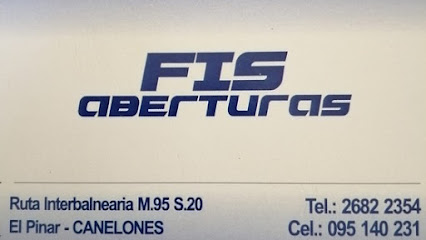 FIS
ABERTURAS
Ruta Interbalnearia M.95 S.20
El Pinar - CANELONES
Tel.: 2682 2354
Cel.: 095 140 231